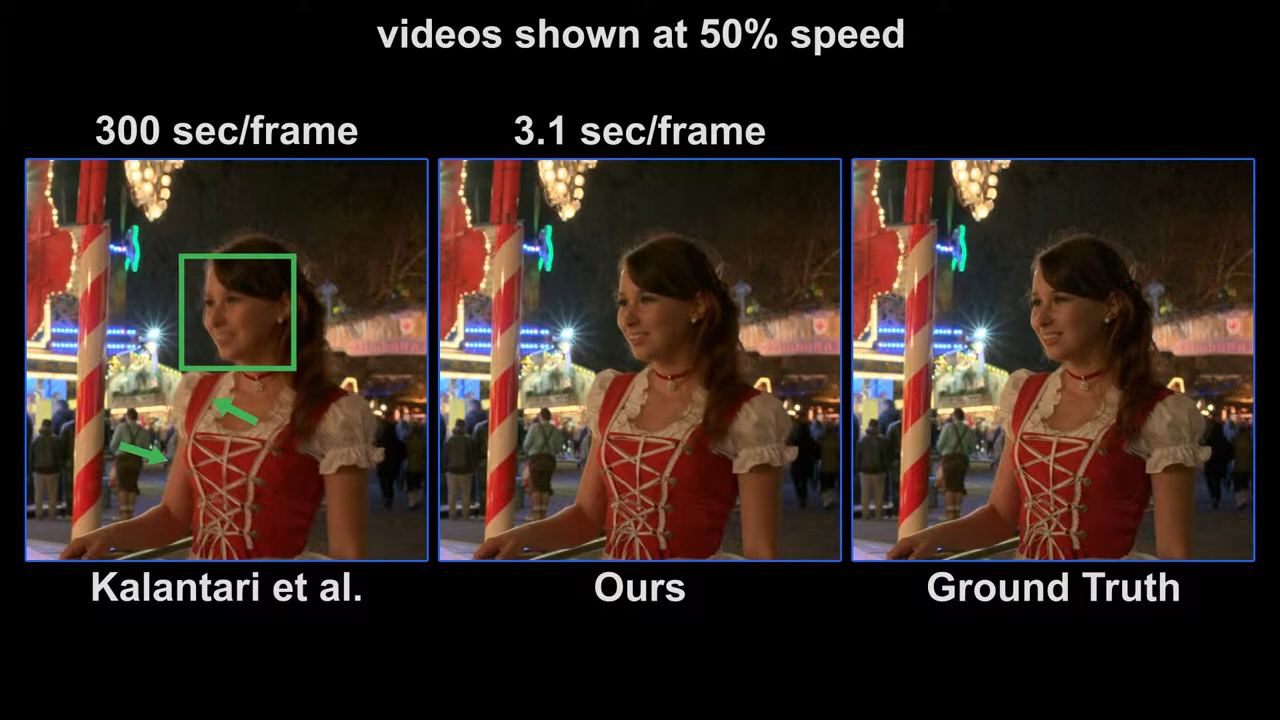 videos shown at 50% speed
300 sec/frame
3.1 sec/frame
Kalantari et al.
Ours
Ground Truth